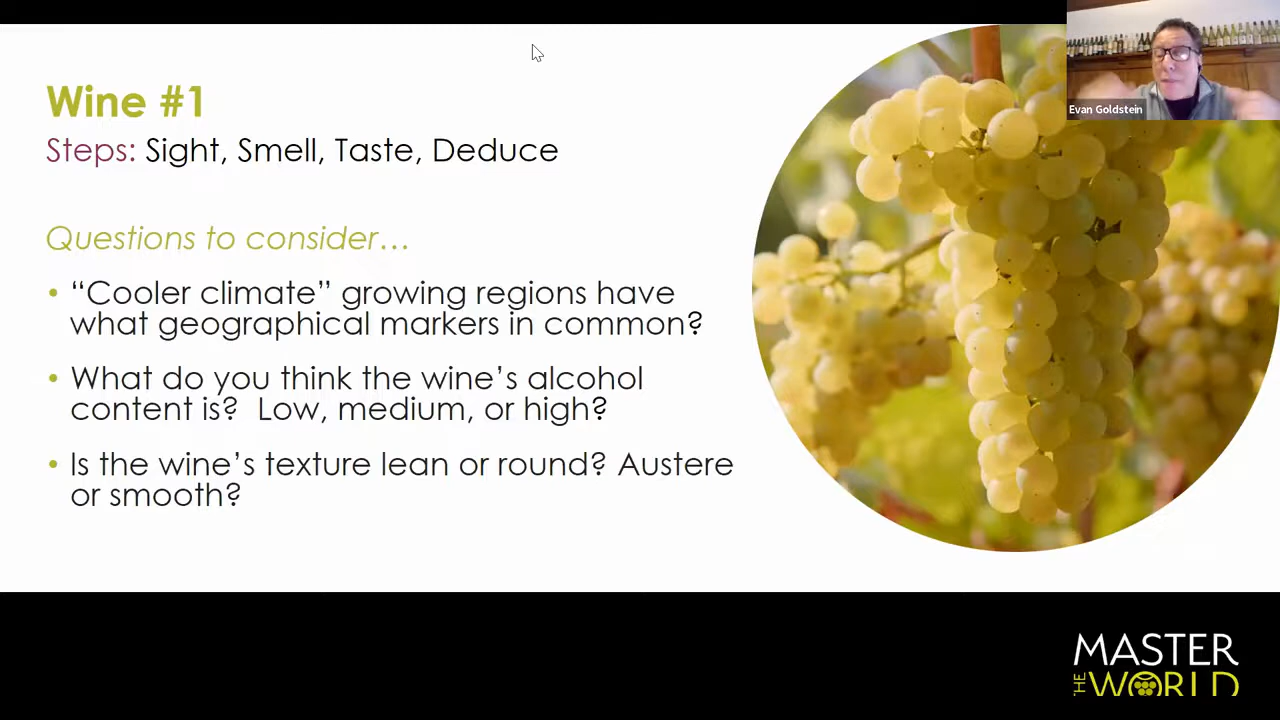 Wine #1
Steps: Sight, Smell, Taste, Deduce
Questions to consider…
• “Cooler climate” growing regions have
what geographical markers in common?
• What do you think the wine’s alcohol
content is?  Low, medium, or high?
• Is the wine’s texture lean or round? Austere
or smooth?
Evan Goldstein
MASTER
THE WORLD